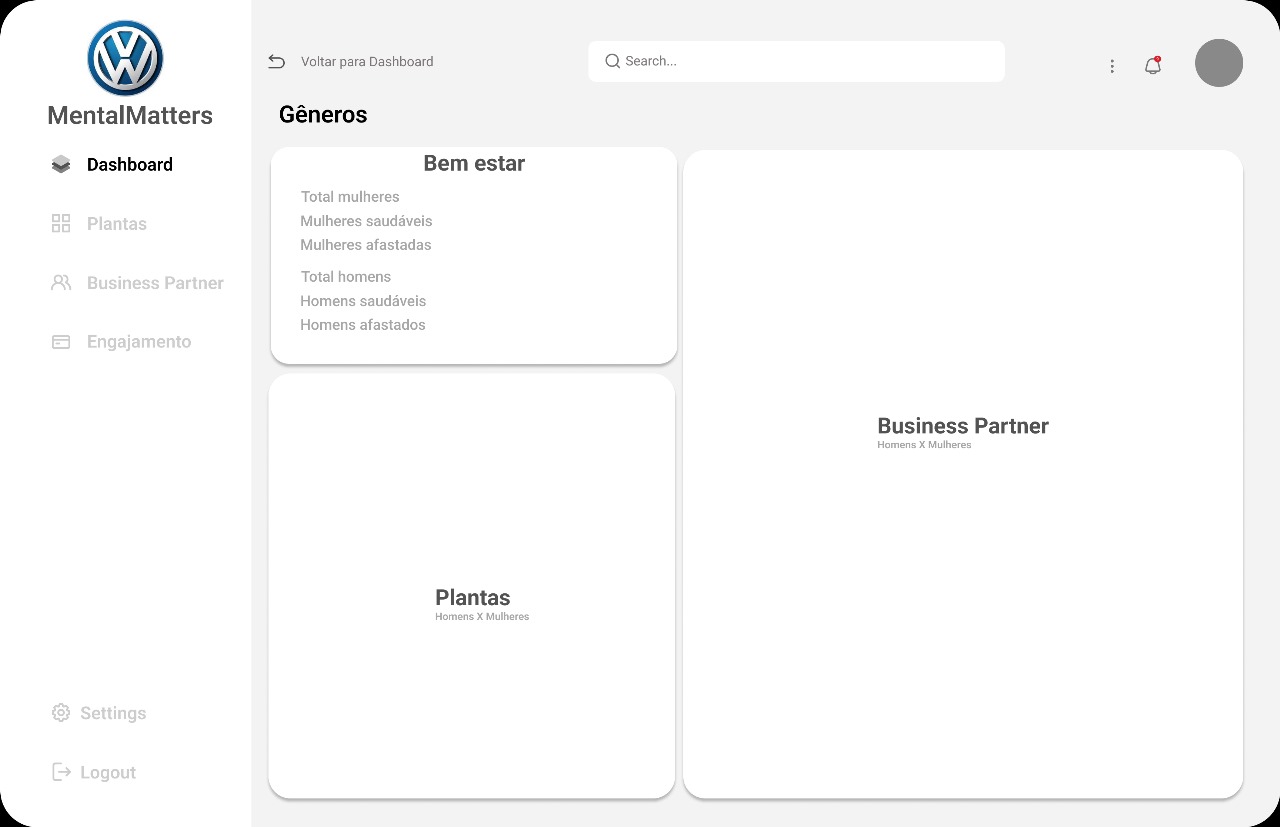 MentalMatters
Dashboard
Plantas
Business Partner
Engajamento
Settings
Logout
Voltar para Dashboard
Search...
Gêneros
Bem estar
Total mulheres
Mulheres saudáveis
Mulheres afastadas
Total homens
Homens saudáveis
Homens afastados
Plantas
Homens X Mulheres
Business Partner
Homens X Mulheres